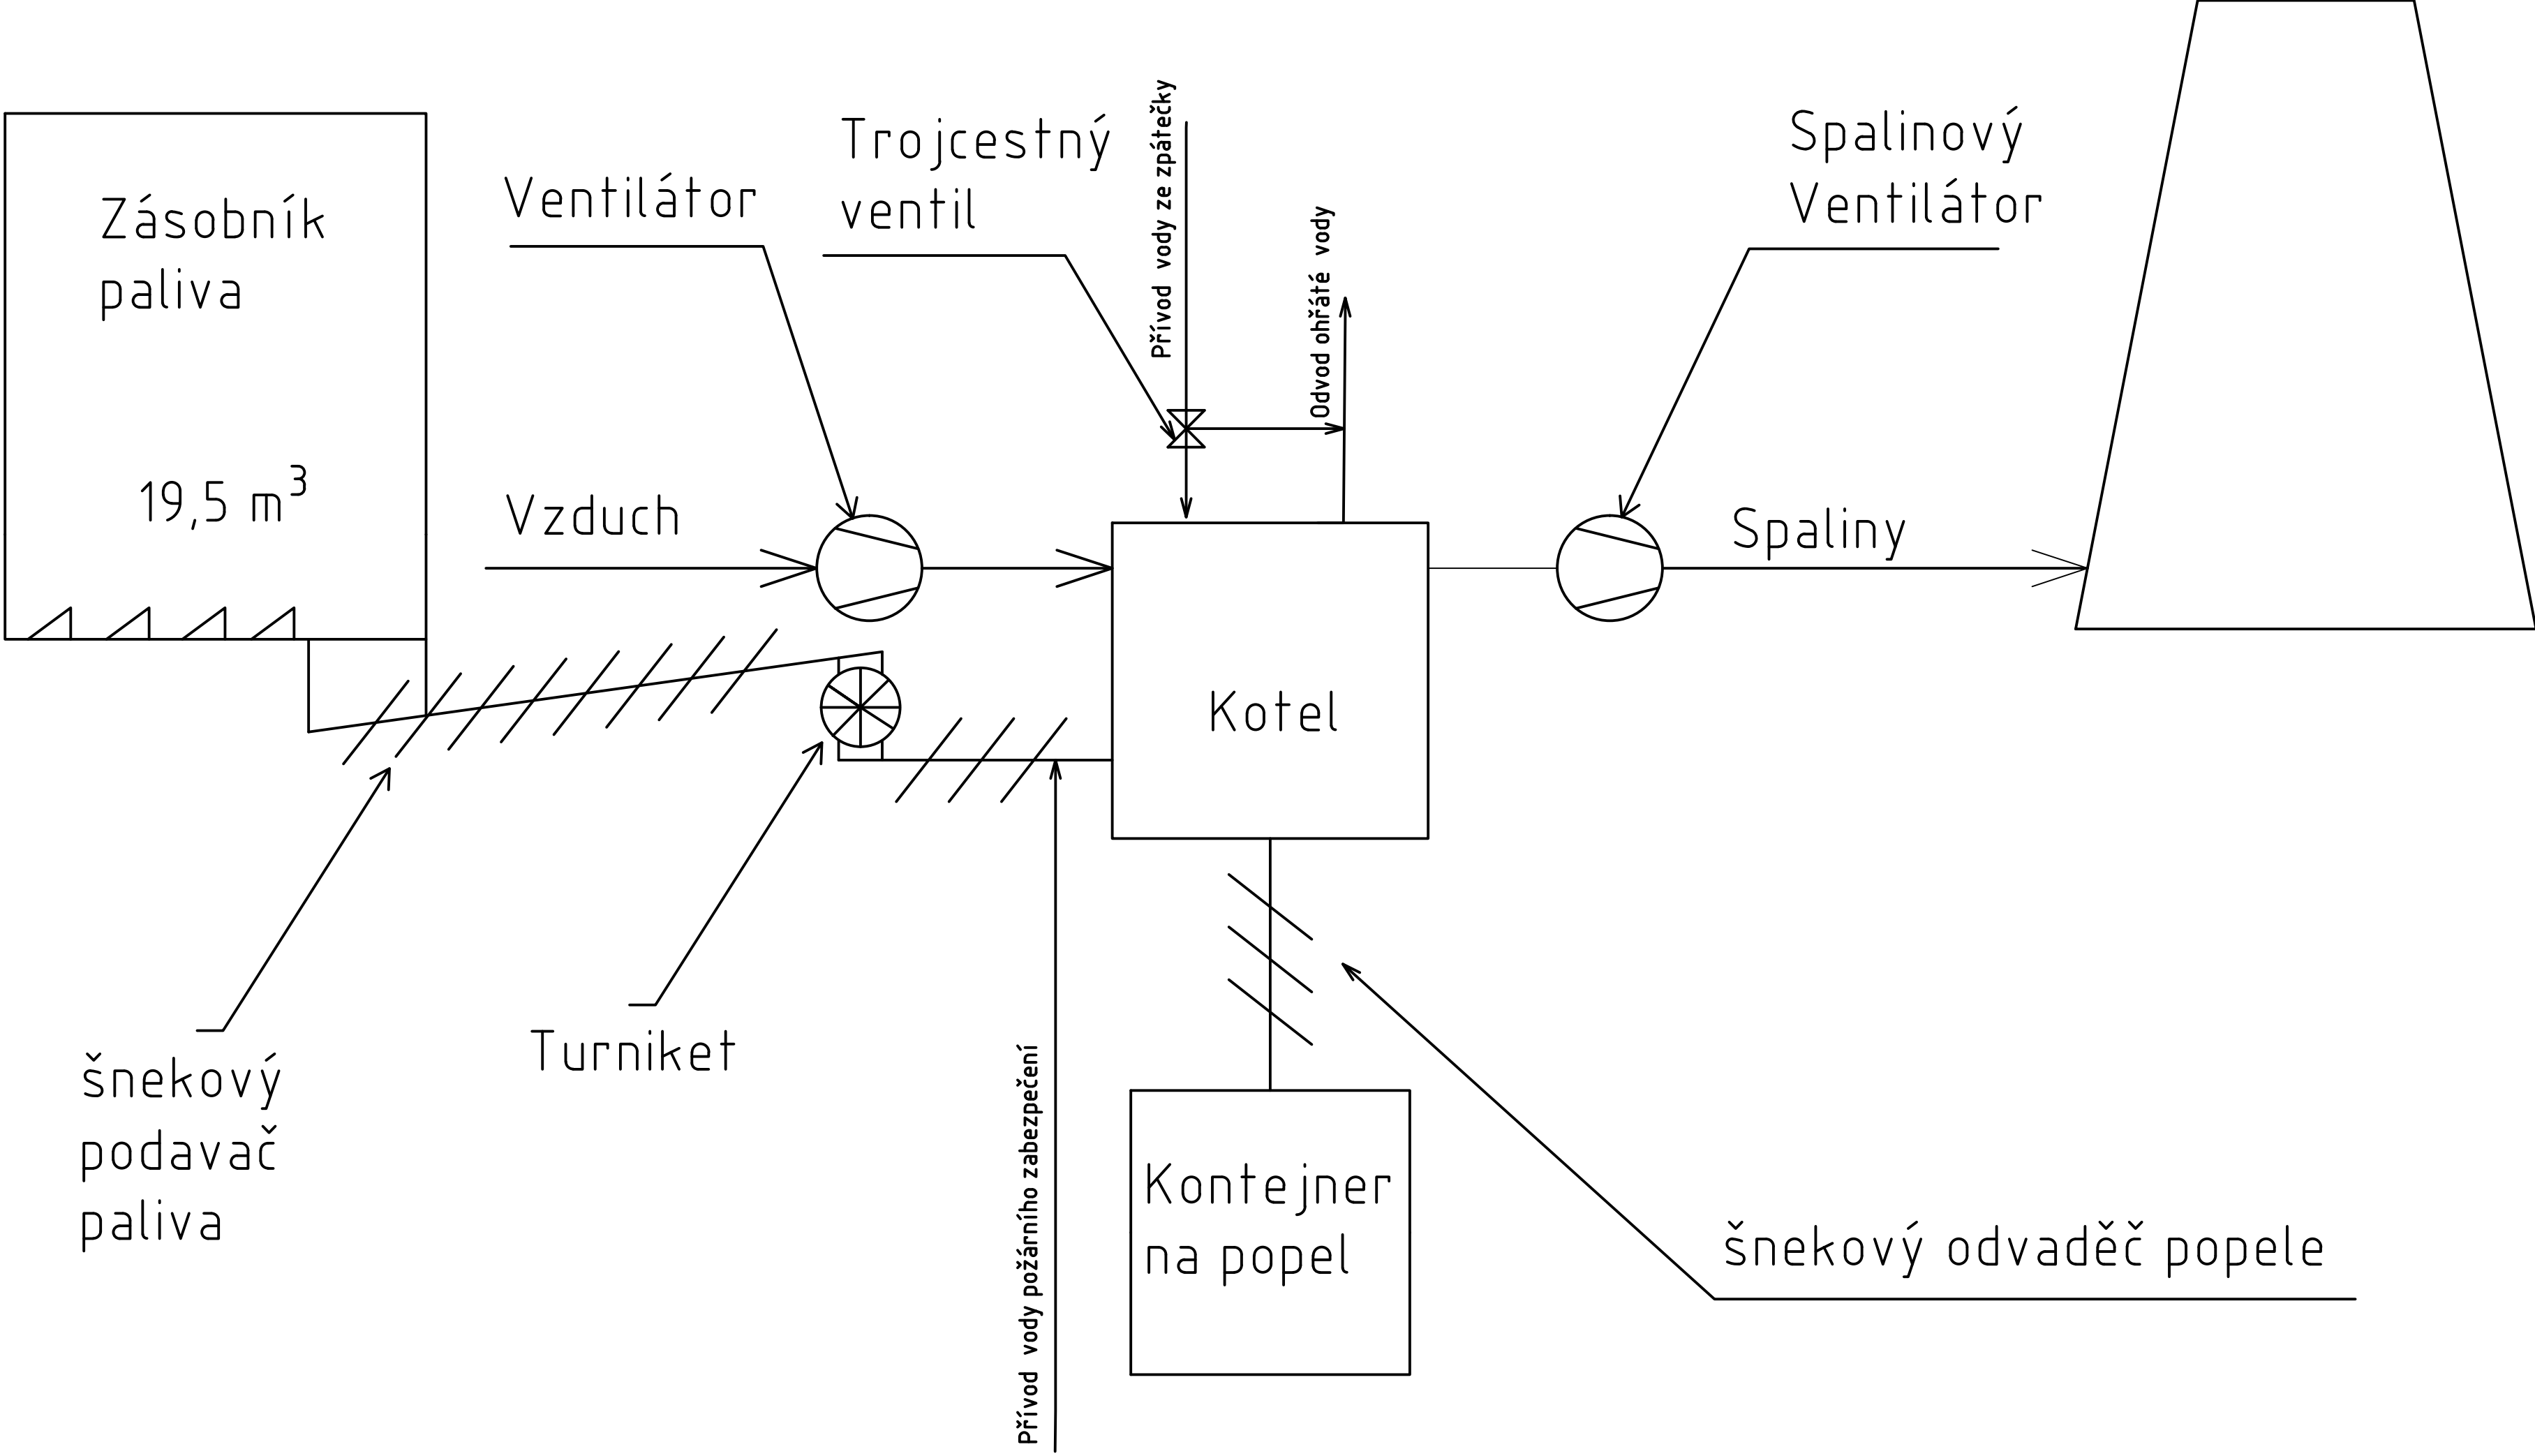 Zásobník
paliva
19,5 m³
Ventilátor
Trojcestný
ventil
Přívod vody ze zpátečky
Odvod ohřáté vody
Spalinový
Ventilátor
Vzduch
Spaliny
Kotel
šnekový
podavač
paliva
Turniket
Přívod vody požárního zabezpečení
Kontejner
na popel
šnekový odvaděč popele